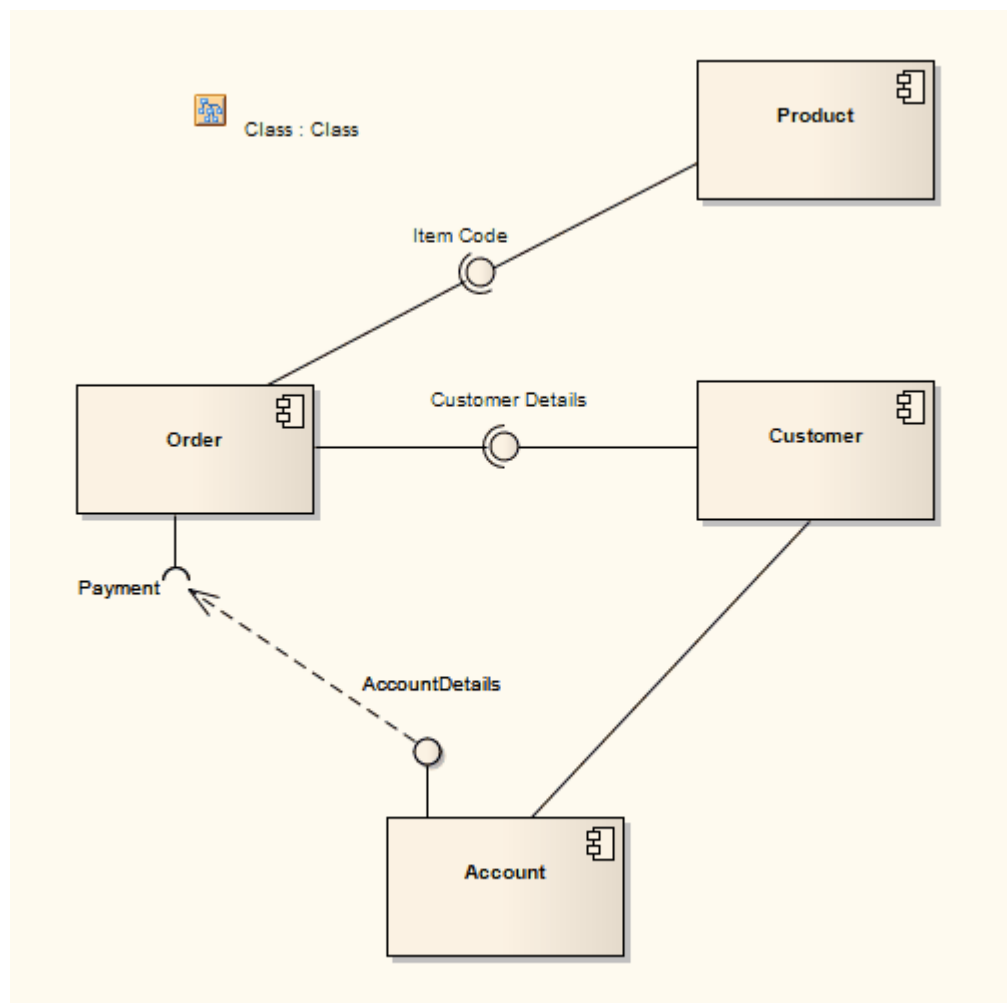 Product
Class : Class
Item Code
Customer Details
Order
Customer
Payment
AccountDetails
Account